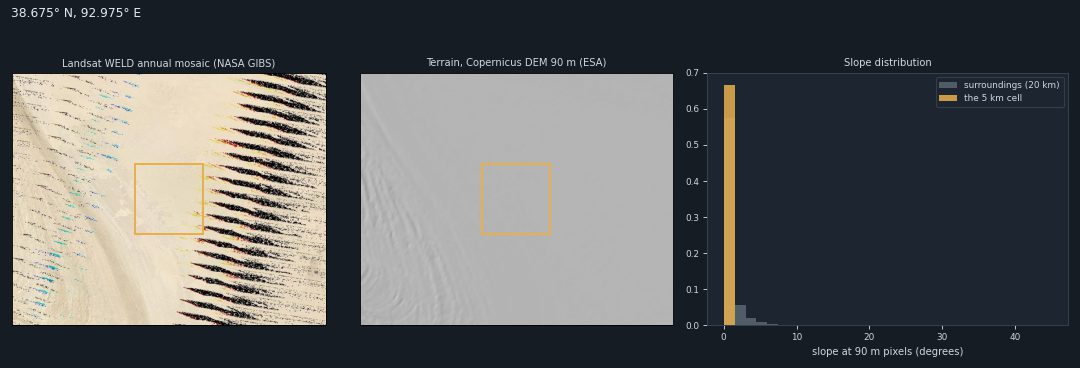 38.675° N, 92.975° E
Landsat WELD annual mosaic (NASA GIBS)
Terrain, Copernicus DEM 90 m (ESA)
Slope distribution
surroundings (20 km)
the 5 km cell
0.7
0.6
0.5
0.4
0.3
0.2
0.1
0.0
0
10
20
30
40
slope at 90 m pixels (degrees)